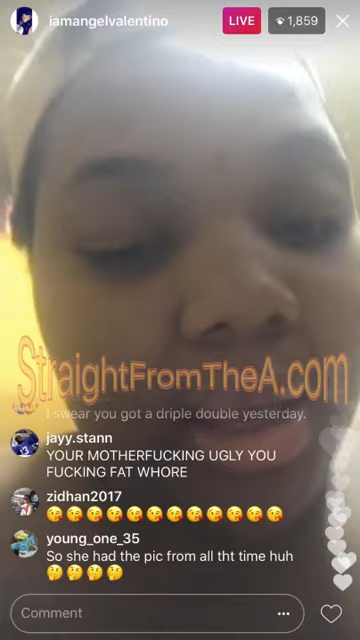 iamangelvalentino
LIVE
1,859
StraightFromTheA.com
I swear you got a driple double yesterday.
jayy.stann
YOUR MOTHERFUCKING UGLY YOU
FUCKING FAT WHORE
zidhan2017
😘😘😘😘😘😘😘😘😘😘😘😘
young_one_35
So she had the pic from all tht time huh
🤔🤔🤔🤔
Comment